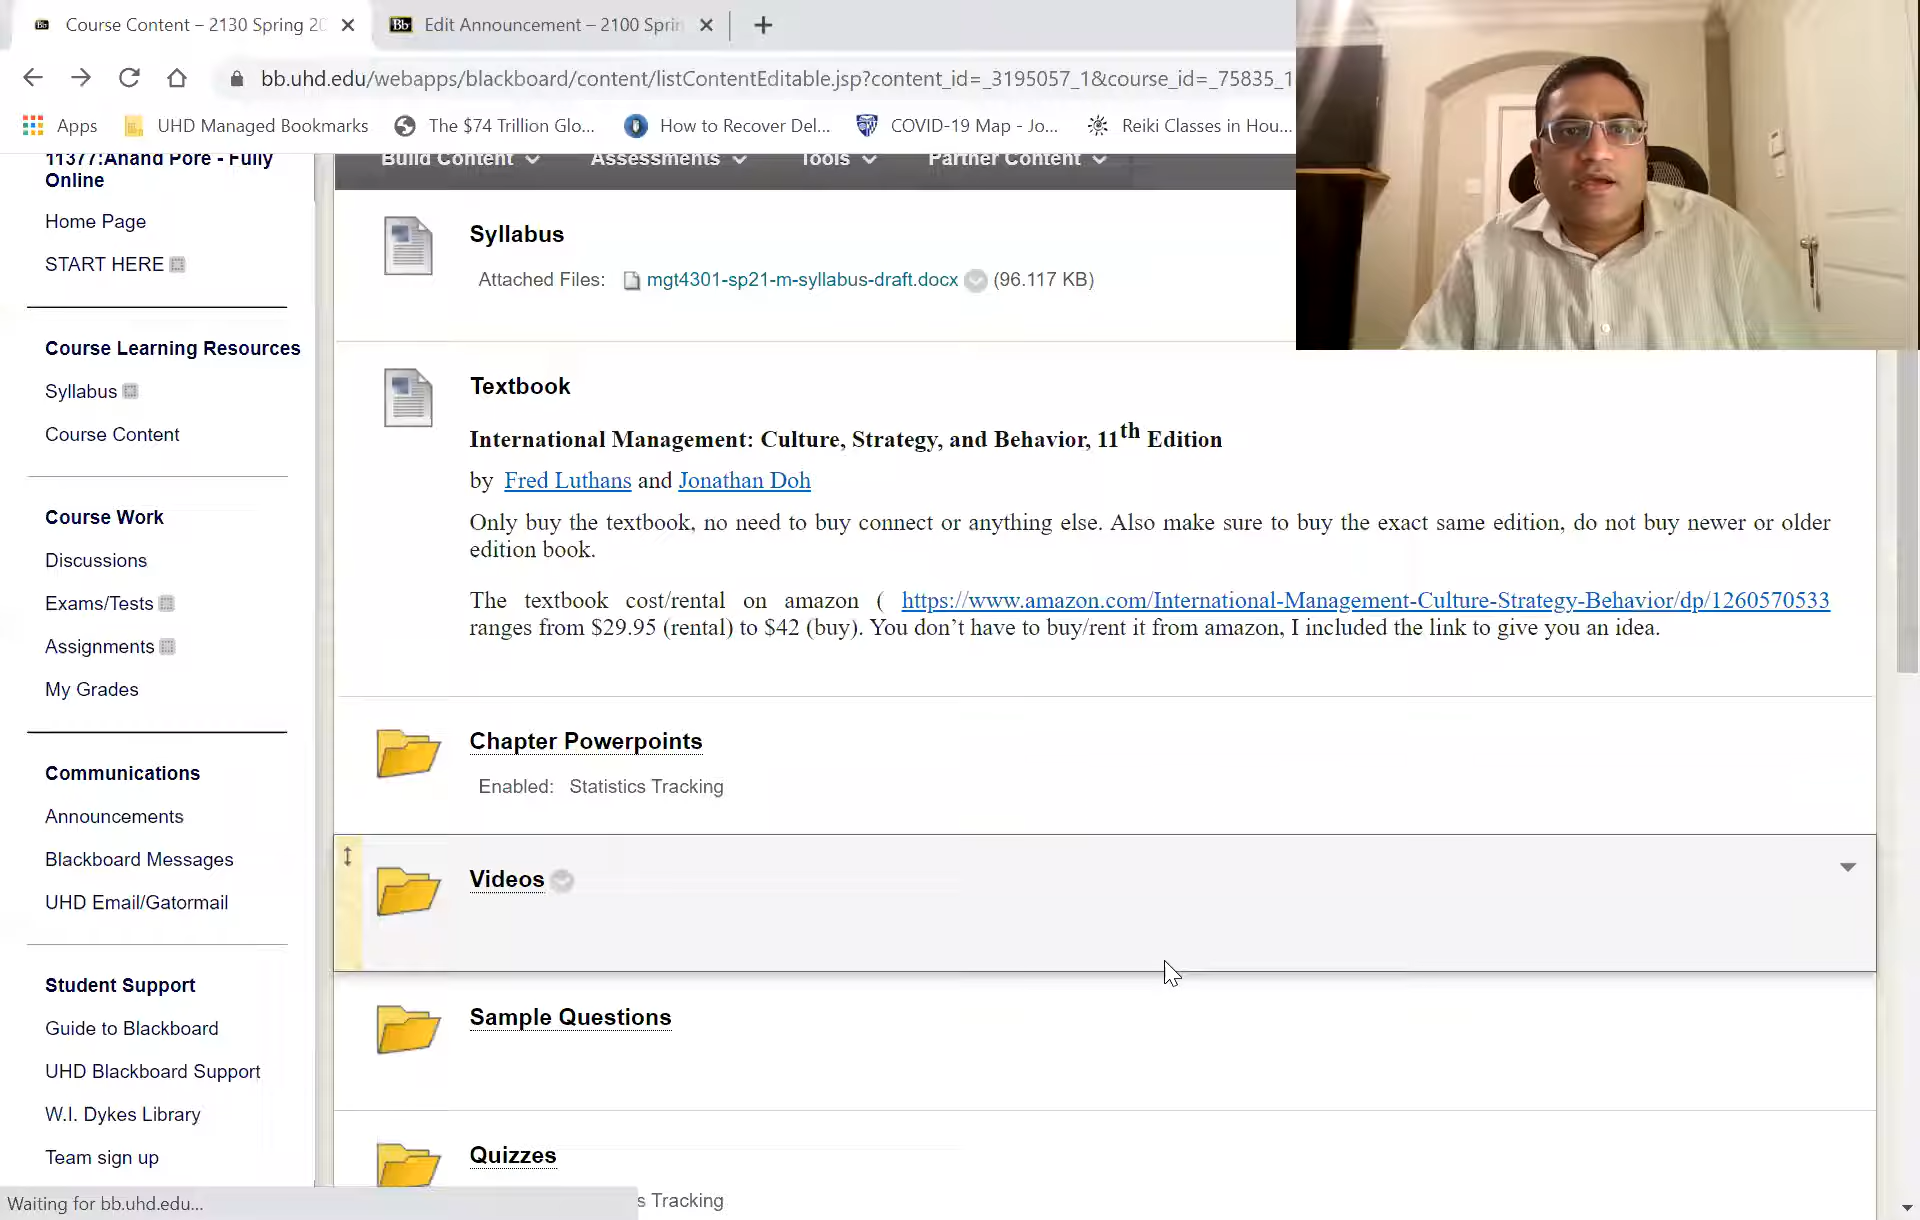 Course Content – 2130 Spring 20
Edit Announcement – 2100 Sprin
bb.uhd.edu/webapps/blackboard/content/listContentEditable.jsp?content_id=_3195057_1&course_id=_75835_1
Apps
UHD Managed Bookmarks
The $74 Trillion Glo...
How to Recover Del...
COVID-19 Map - Jo...
Reiki Classes in Hou...
11377:Anand Pore - Fully
Online
Home Page
START HERE
Course Learning Resources
Syllabus
Course Content
Course Work
Discussions
Exams/Tests
Assignments
My Grades
Communications
Announcements
Blackboard Messages
UHD Email/Gatormail
Student Support
Guide to Blackboard
UHD Blackboard Support
W.I. Dykes Library
Team sign up
Waiting for bb.uhd.edu...
Build Content
Assessments
Tools
Partner Content
Syllabus
Attached Files: mgt4301-sp21-m-syllabus-draft.docx (96.117 KB)
Textbook
International Management: Culture, Strategy, and Behavior, 11th Edition
by Fred Luthans and Jonathan Doh
Only buy the textbook, no need to buy connect or anything else. Also make sure to buy the exact same edition, do not buy newer or older
edition book.
The textbook cost/rental on amazon ( https://www.amazon.com/International-Management-Culture-Strategy-Behavior/dp/1260570533
ranges from $29.95 (rental) to $42 (buy). You don’t have to buy/rent it from amazon, I included the link to give you an idea.
Chapter Powerpoints
Enabled: Statistics Tracking
Videos
Sample Questions
Quizzes
s Tracking